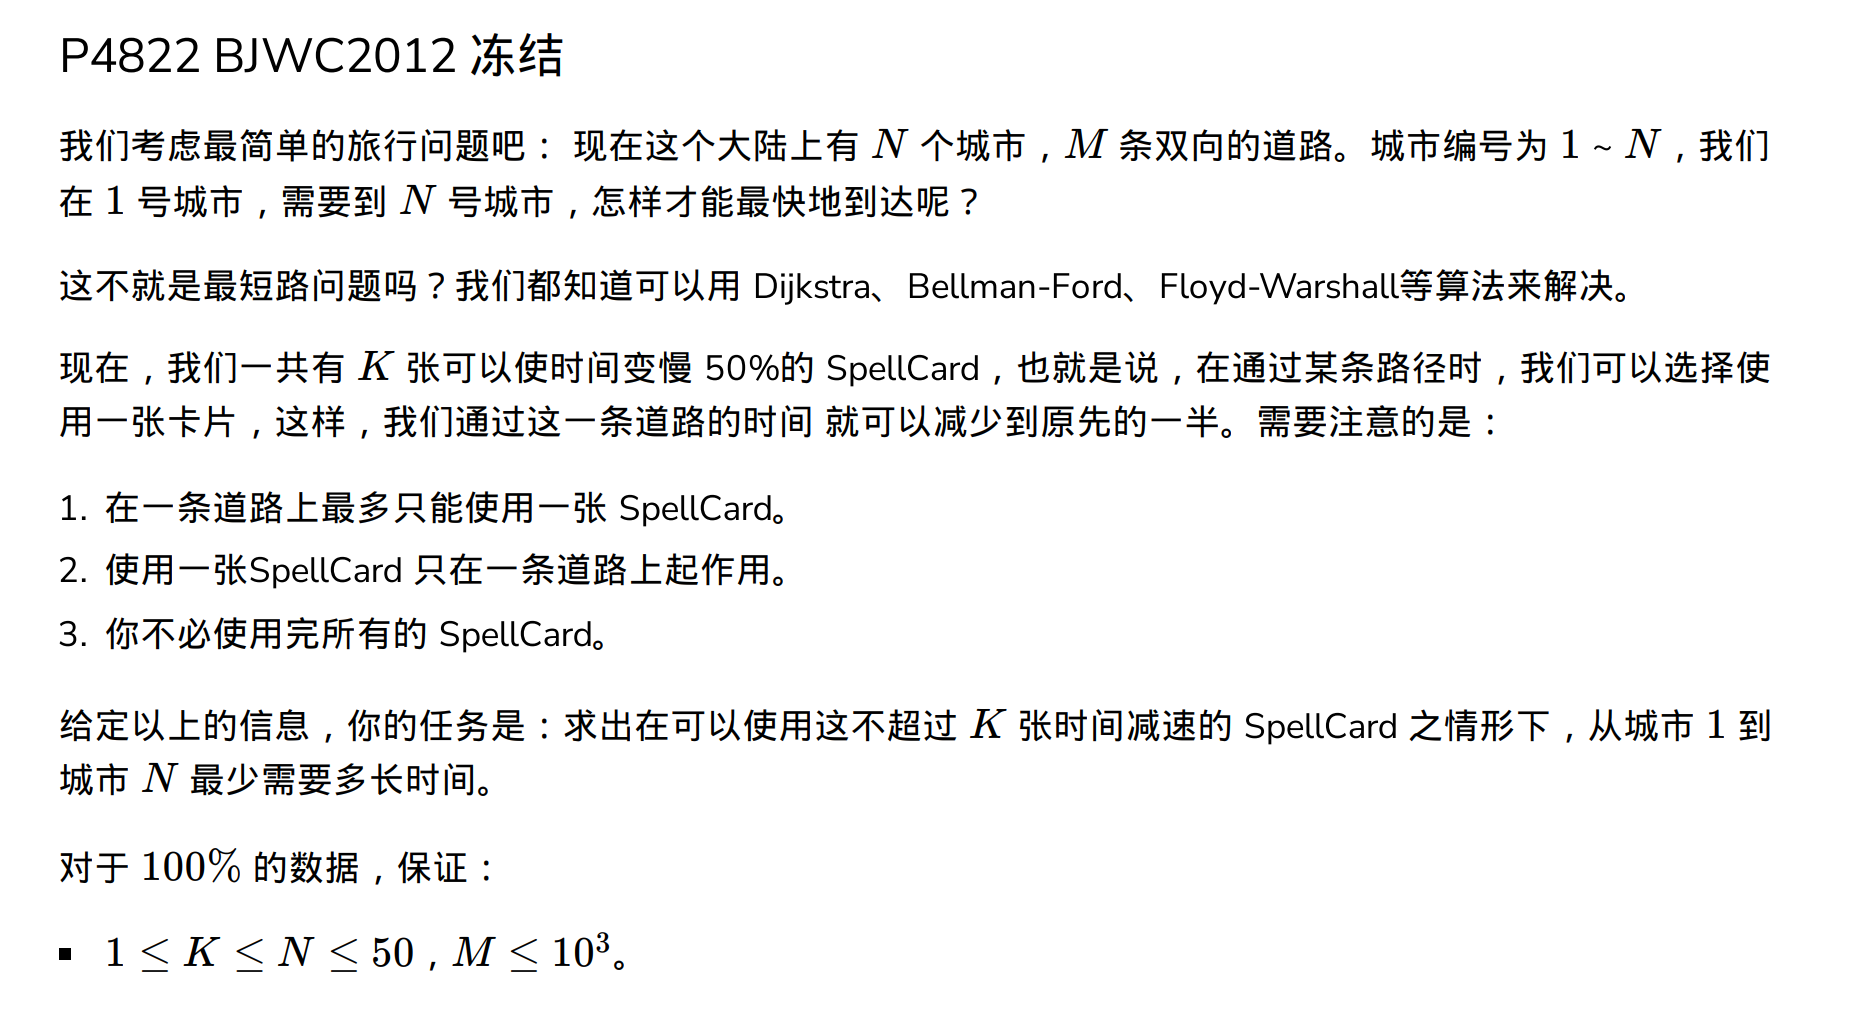 P4822 BJWC2012 冻结
我们考虑最简单的旅行问题吧： 现在这个大陆上有 N 个城市，M 条双向的道路。城市编号为 1 ~ N，我们
在 1 号城市，需要到 N 号城市，怎样才能最快地到达呢？
这不就是最短路问题吗？我们都知道可以用 Dijkstra、Bellman-Ford、Floyd-Warshall等算法来解决。
现在，我们一共有 K 张可以使时间变慢 50%的 SpellCard，也就是说，在通过某条路径时，我们可以选择使
用一张卡片，这样，我们通过这一条道路的时间 就可以减少到原先的一半。需要注意的是：
1. 在一条道路上最多只能使用一张 SpellCard。
2. 使用一张SpellCard 只在一条道路上起作用。
3. 你不必使用完所有的 SpellCard。
给定以上的信息，你的任务是：求出在可以使用这不超过 K 张时间减速的 SpellCard 之情形下，从城市 1 到
城市 N 最少需要多长时间。
对于 100% 的数据，保证：
▪ 1 ≤ K ≤ N ≤ 50，M ≤ 10³。